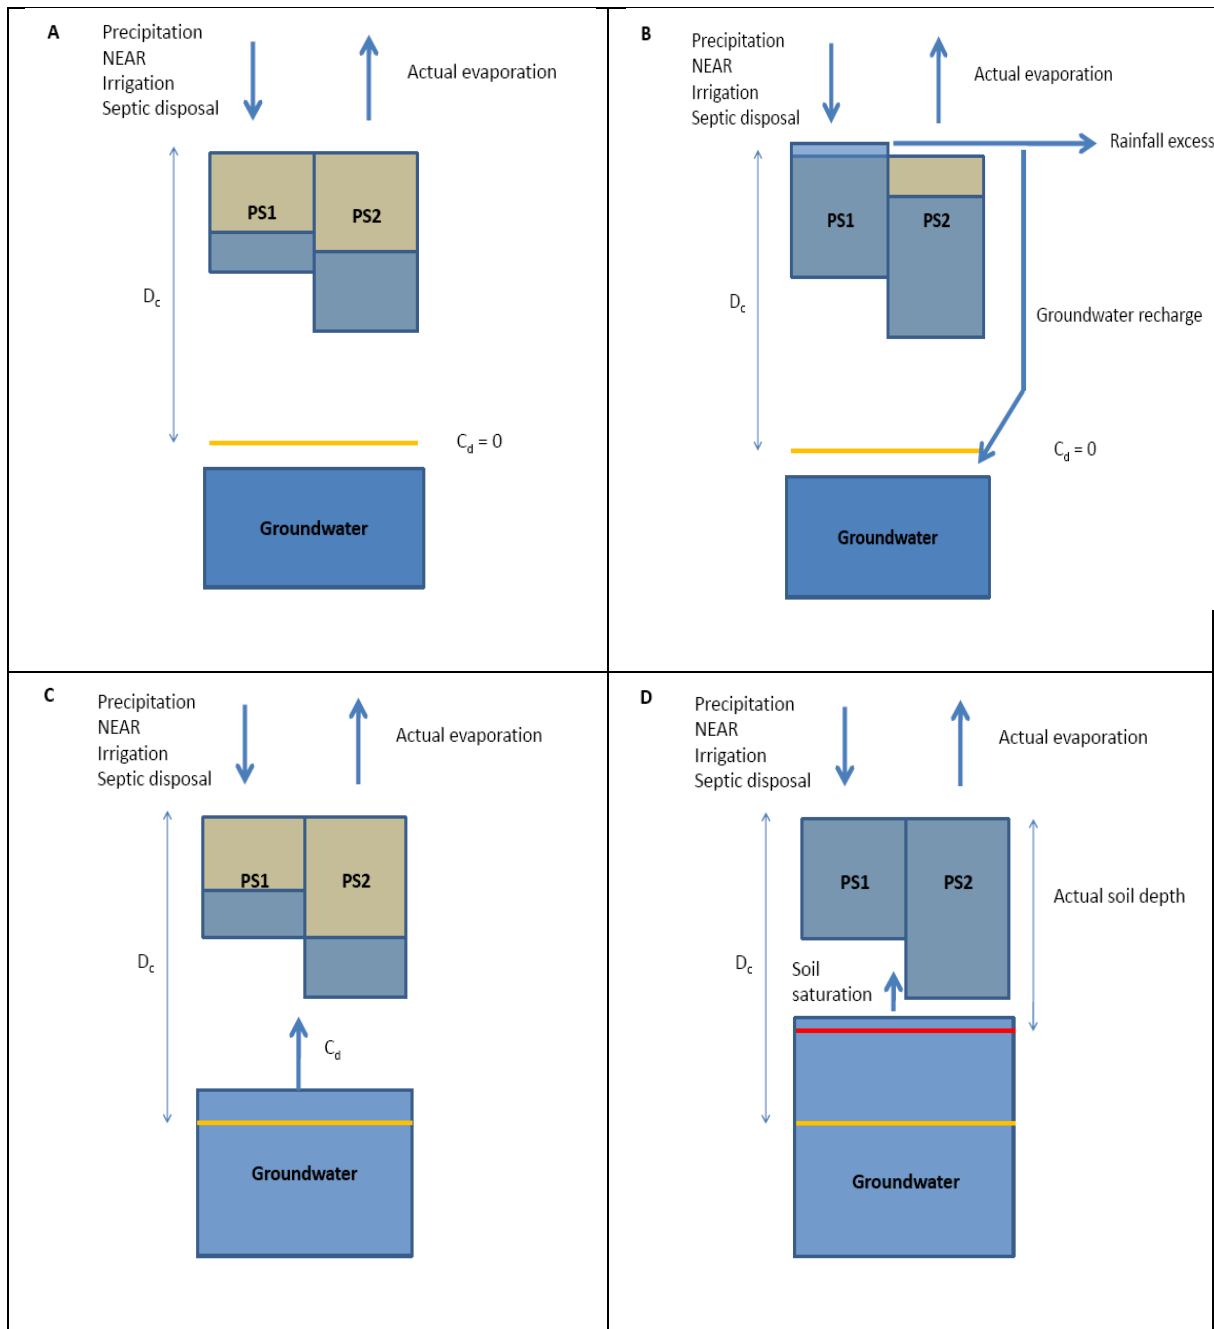 A
Precipitation
NEAR
Irrigation
Septic disposal
Actual evaporation
PS1
PS2
Dc
Cd = 0
Groundwater
B
Precipitation
NEAR
Irrigation
Septic disposal
Actual evaporation
Rainfall excess
PS1
PS2
Dc
Groundwater recharge
Cd = 0
Groundwater
C
Precipitation
NEAR
Irrigation
Septic disposal
Actual evaporation
PS1
PS2
Dc
Cd
Groundwater
D
Precipitation
NEAR
Irrigation
Septic disposal
Actual evaporation
PS1
PS2
Actual soil depth
Dc
Soil
saturation
Groundwater